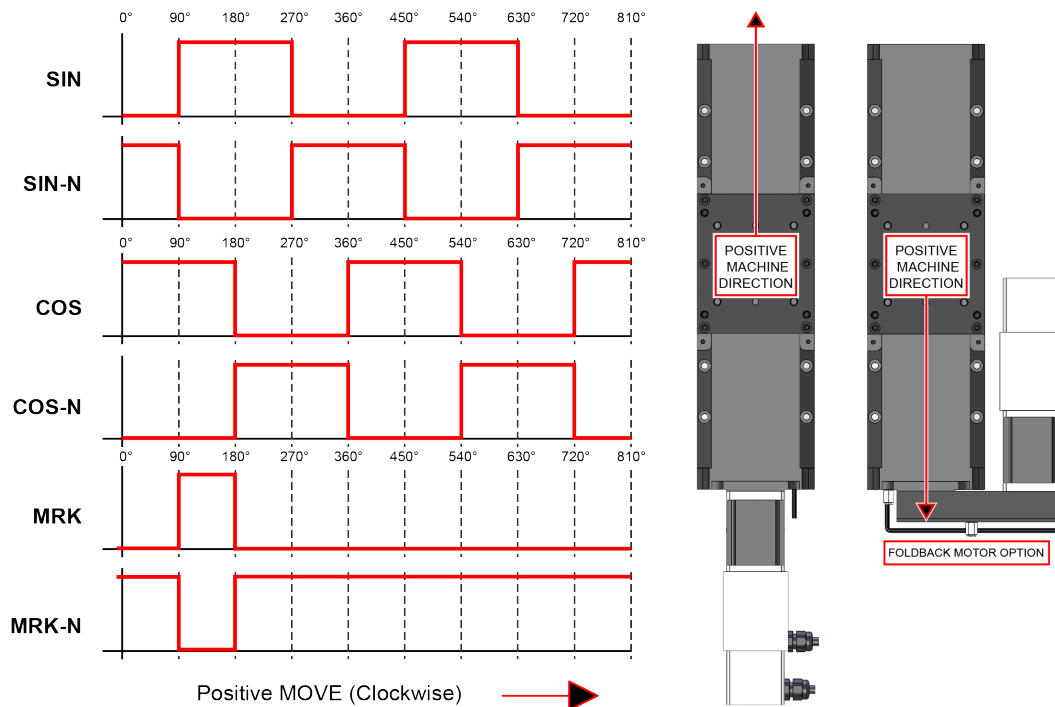 0° 90° 180° 270° 360° 450° 540° 630° 720° 810°
SIN
SIN-N
0° 90° 180° 270° 360° 450° 540° 630° 720° 810°
COS
COS-N
0° 90° 180° 270° 360° 450° 540° 630° 720° 810°
MRK
MRK-N
Positive MOVE (Clockwise)
POSITIVE
MACHINE
DIRECTION
POSITIVE
MACHINE
DIRECTION
FOLDBACK MOTOR OPTION